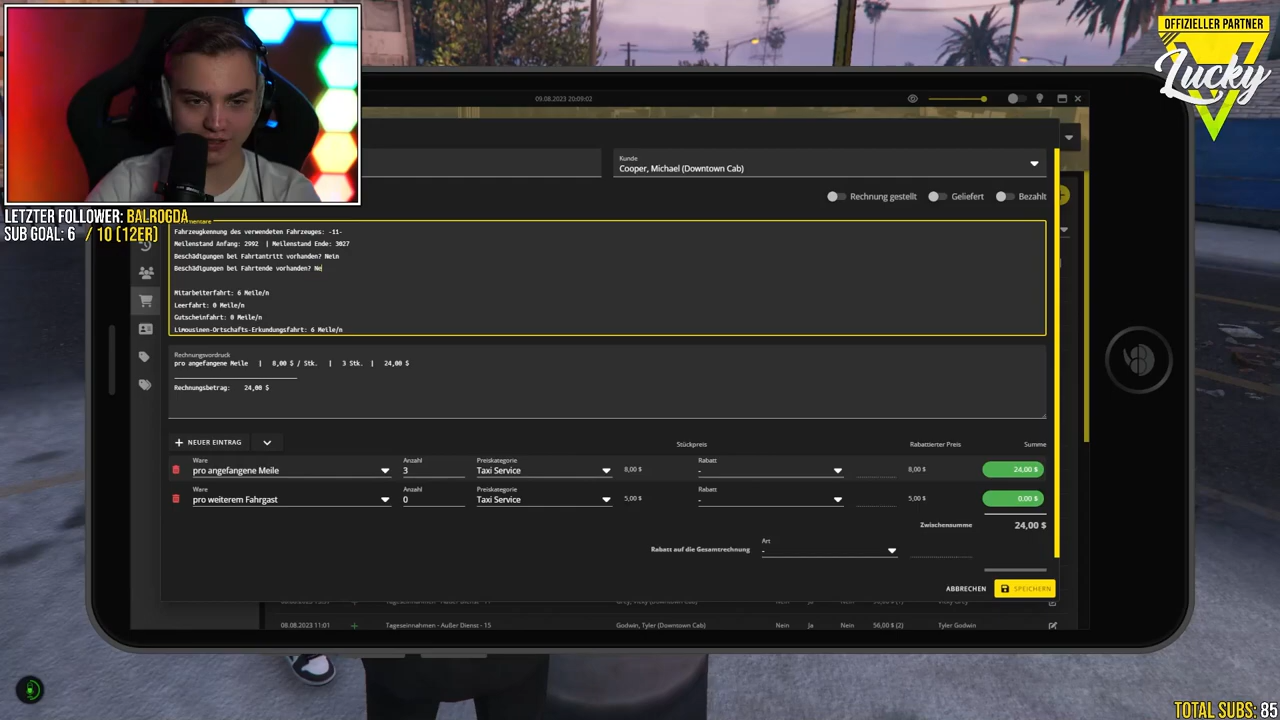 OFFIZIELLER PARTNER
Lucky V
09.08.2023 20:09:02
Kunde
Cooper, Michael (Downtown Cab)
Rechnung gestellt
Geliefert
Bezahlt
LETZTER FOLLOWER: BALROGDA
SUB GOAL: 6 / 10 (12ER)
Fahrzeugkennung des verwendeten Fahrzeuges: -11-
Meilenstand Anfang: 2992 | Meilenstand Ende: 3027
Beschädigungen bei Fahrtantritt vorhanden? Nein
Beschädigungen bei Fahrtende vorhanden? Ne
Mitarbeiterfahrt: 6 Meile/n
Leerfahrt: 0 Meile/n
Gutscheinfahrt: 0 Meile/n
Limousinen-Ortschafts-Erkundungsfahrt: 6 Meile/n
Rechnungsvordruck
pro angefangene Meile | 8,00 $ / Stk. | 3 Stk. | 24,00 $
Rechnungsbetrag: 24,00 $
NEUER EINTRAG
Stückpreis
Rabattierter Preis
Summe
Ware
Anzahl
Preiskategorie
Rabatt
pro angefangene Meile
3
Taxi Service
8,00 $
-
8,00 $
24,00 $
Ware
Anzahl
Preiskategorie
Rabatt
pro weiterem Fahrgast
0
Taxi Service
5,00 $
-
5,00 $
0,00 $
Zwischensumme
24,00 $
Rabatt auf die Gesamtrechnung
Art
-
ABBRECHEN
SPEICHERN
08.08.2023 11:01
Tageseinnahmen - Außer Dienst - 15
Godwin, Tyler (Downtown Cab)
Nein
Ja
Nein
56,00 $ (2)
Tyler Godwin
TOTAL SUBS: 85